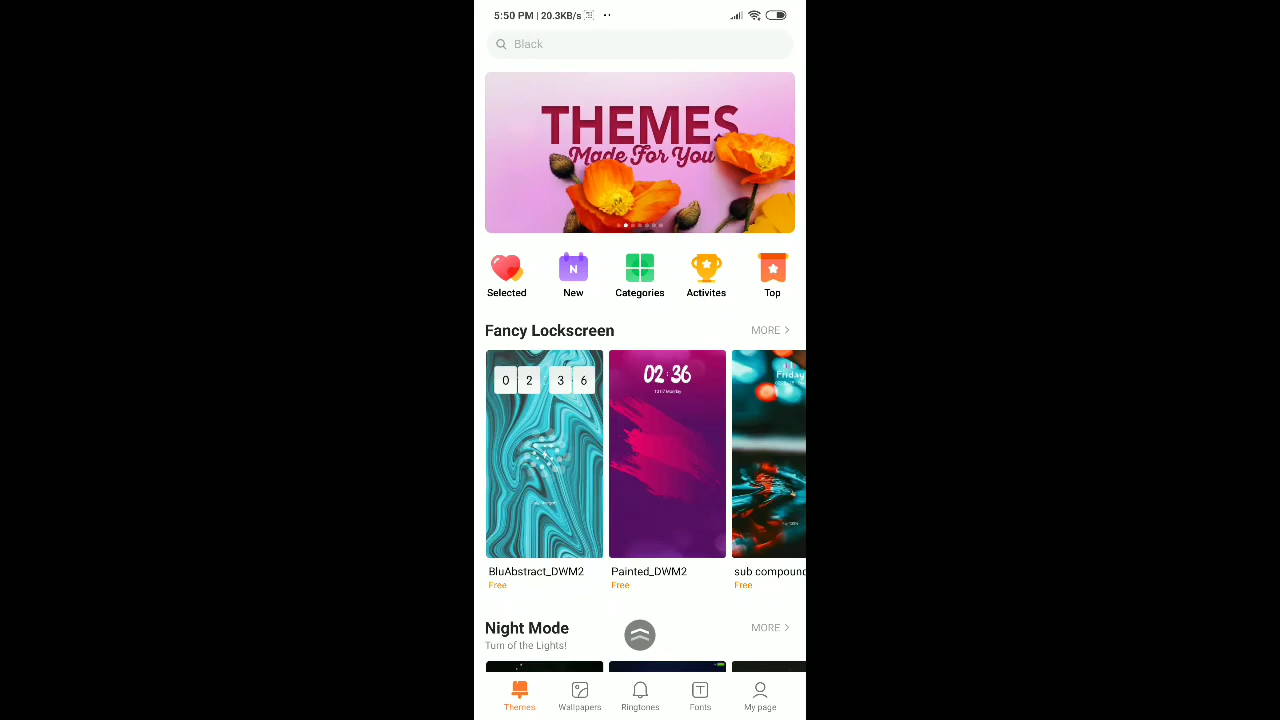 5:50 PM | 20.3KB/s
Black
THEMES
Made For You
N
Selected
New
Categories
Activites
Top
Fancy Lockscreen
MORE
0 2 3 6
02:36
Friday
BluAbstract_DWM2
Painted_DWM2
sub compound
Free
Free
Free
Night Mode
MORE
Turn of the Lights!
Themes
Wallpapers
T
Ringtones
Fonts
My page